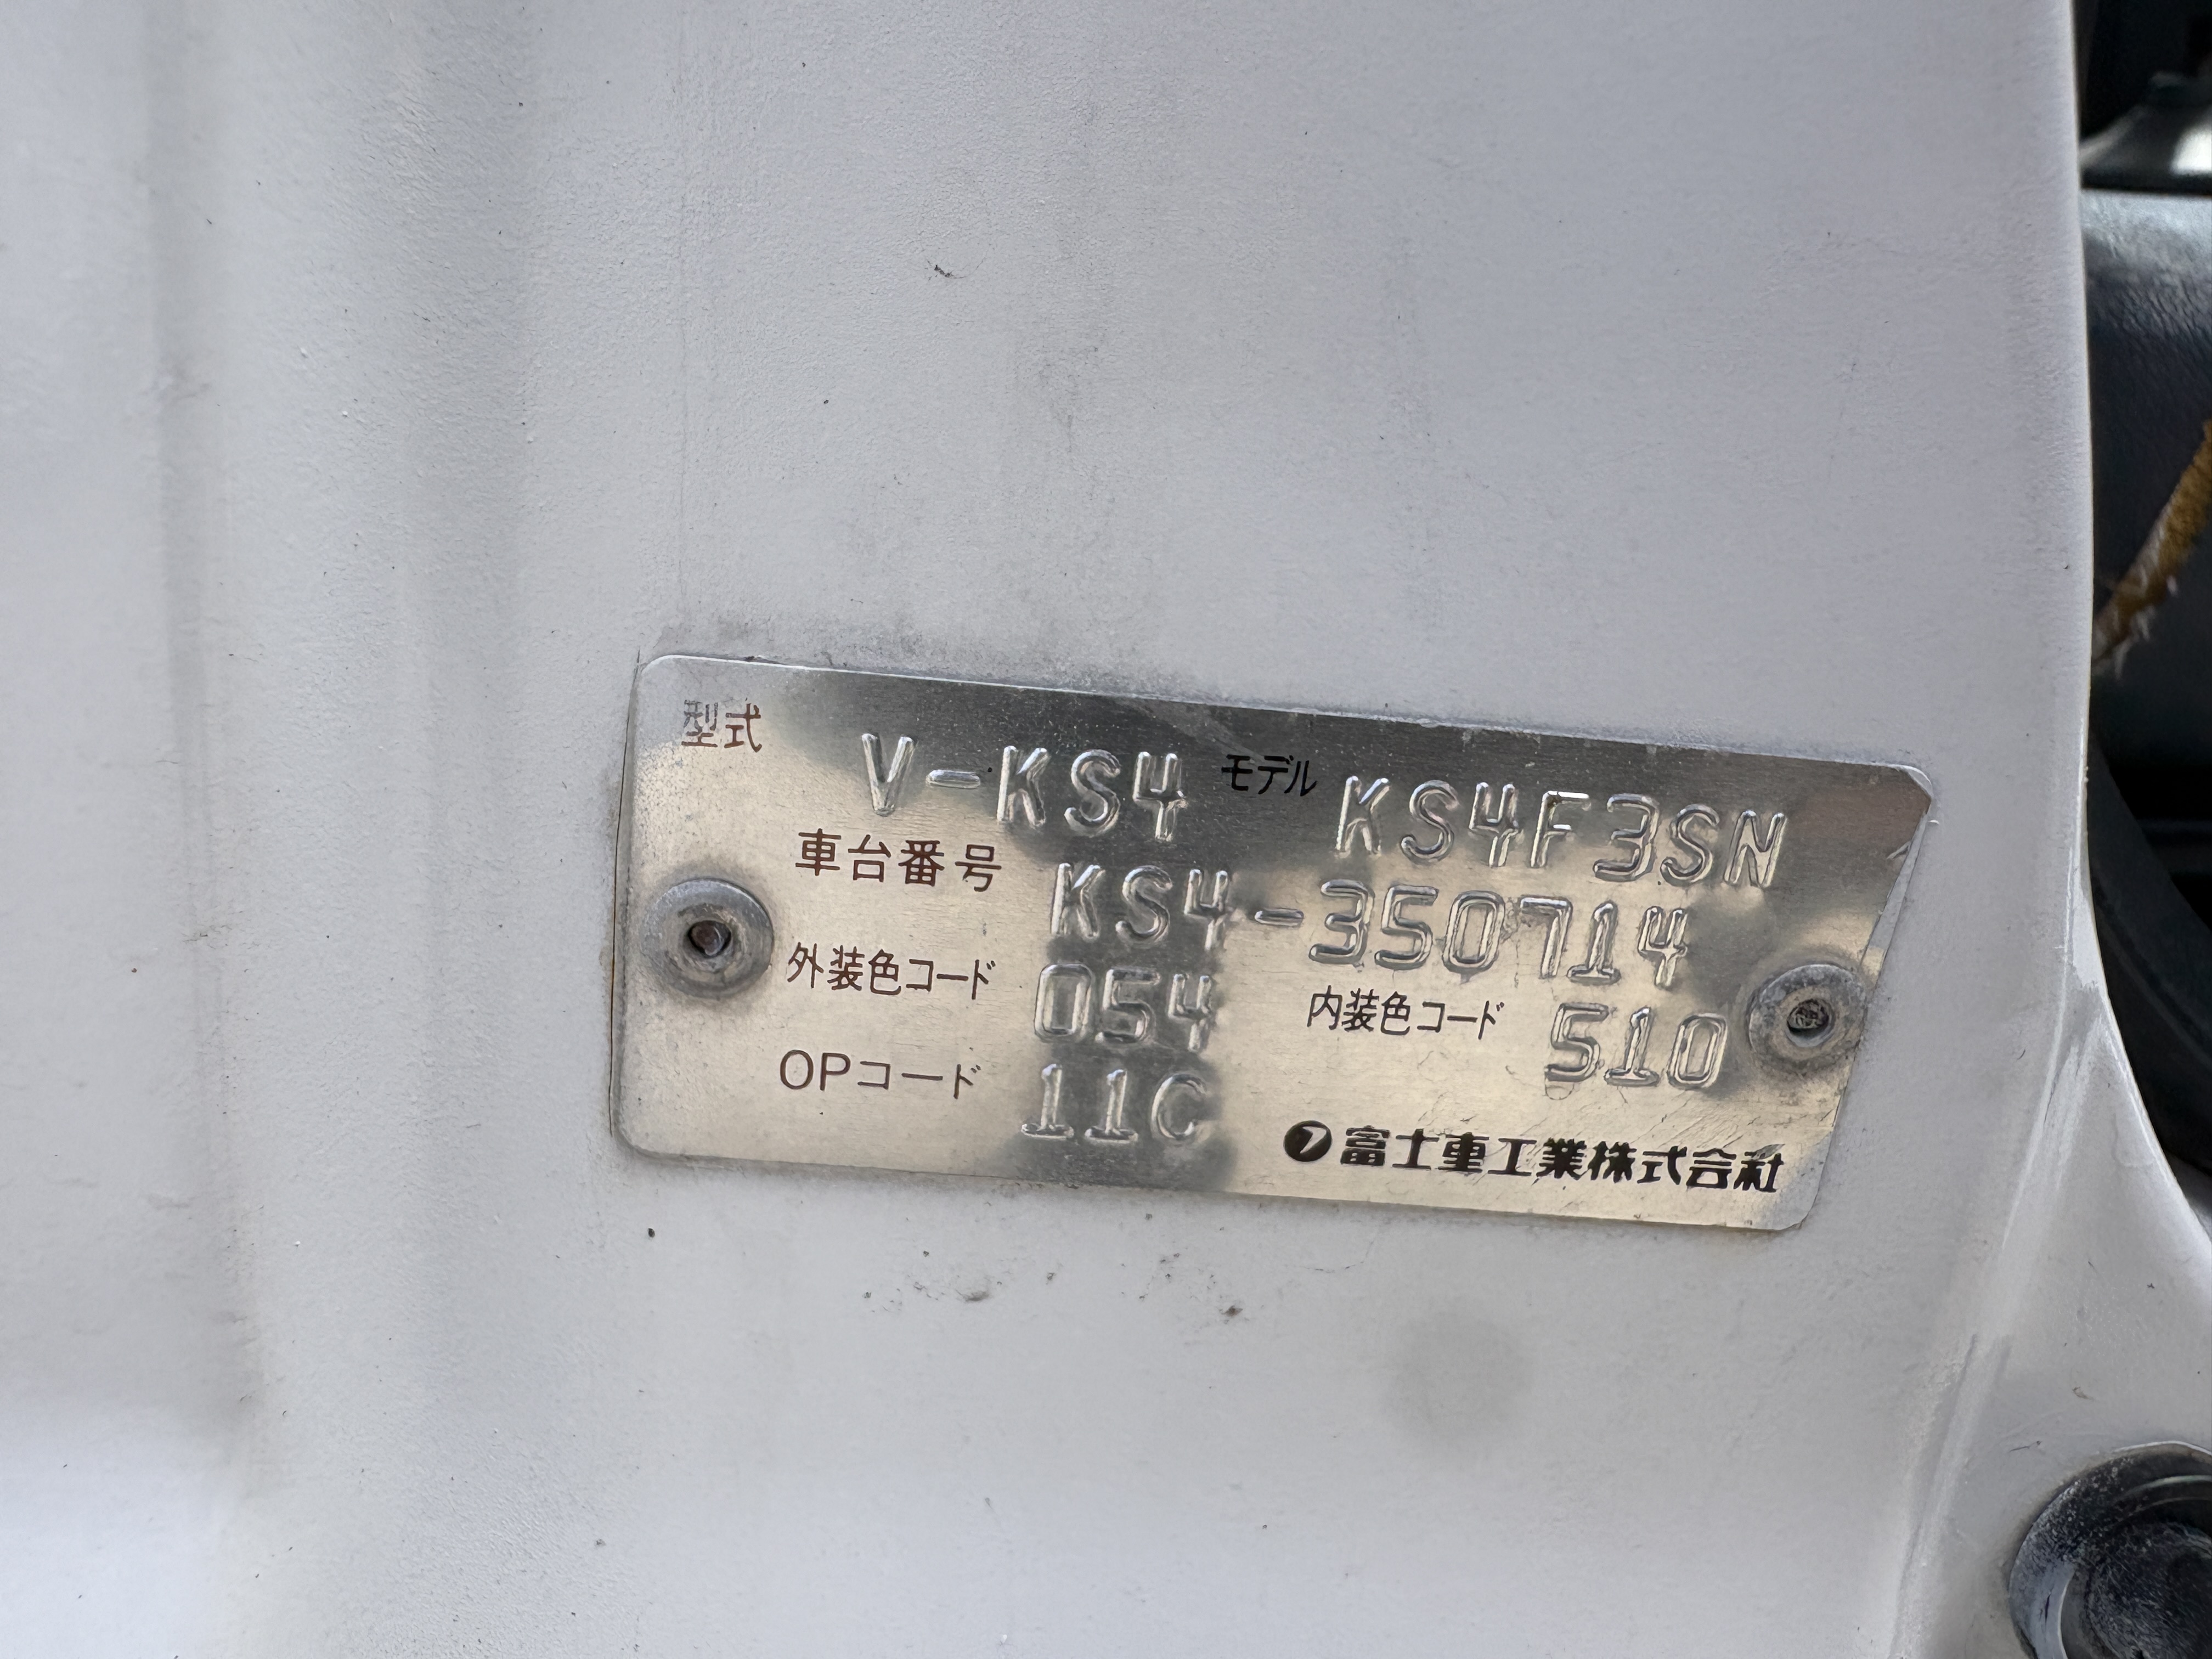 型式 V-KS4 モデル KS4F3SN
車台番号 KS4-350714
外装色コード 054 内装色コード 510
OPコード 11C
富士重工業株式会社